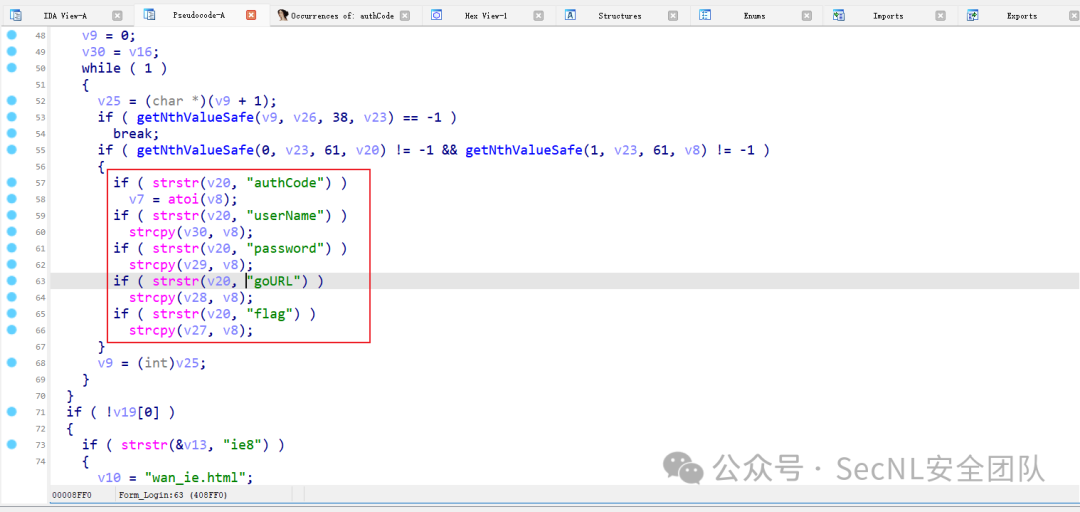 IDA View-A Pseudocode-A Occurrences of: authCode Hex View-1 Structures Enums Imports Exports
48 v9 = 0;
49 v30 = v16;
50 while ( 1 )
51 {
52 v25 = (char *)(v9 + 1);
53 if ( getNthValueSafe(v9, v26, 38, v23) == -1 )
54 break;
55 if ( getNthValueSafe(0, v23, 61, v20) != -1 && getNthValueSafe(1, v23, 61, v8) != -1 )
56 {
57 if ( strstr(v20, "authCode") )
58 v7 = atoi(v8);
59 if ( strstr(v20, "userName") )
60 strcpy(v30, v8);
61 if ( strstr(v20, "password") )
62 strcpy(v29, v8);
63 if ( strstr(v20, "goURL") )
64 strcpy(v28, v8);
65 if ( strstr(v20, "flag") )
66 strcpy(v27, v8);
67 }
68 v9 = (int)v25;
69 }
70 }
71 if ( !v19[0] )
72 {
73 if ( strstr(&v13, "ie8") )
74 {
v10 = "wan_ie.html";
公众号 · SecNL安全团队
00008FF0 Form_Login:63 (408FF0)